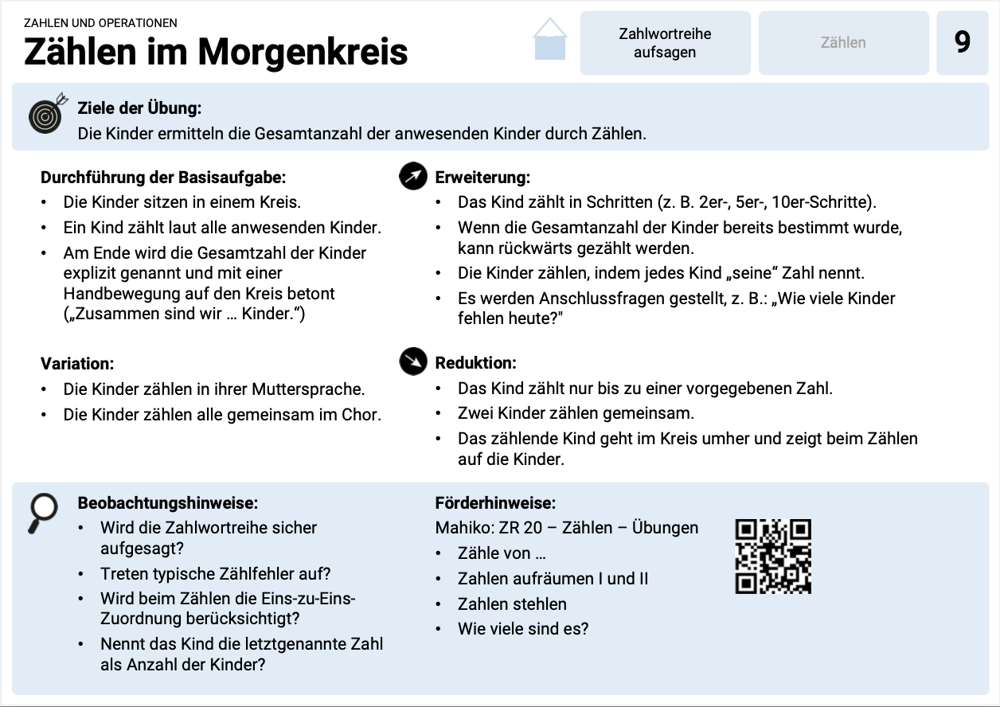 ZAHLEN UND OPERATIONEN
Zählen im Morgenkreis
Zahlwortreihe
aufsagen
Zählen
9
Ziele der Übung:
Die Kinder ermitteln die Gesamtanzahl der anwesenden Kinder durch Zählen.
Durchführung der Basisaufgabe:
• Die Kinder sitzen in einem Kreis.
• Ein Kind zählt laut alle anwesenden Kinder.
• Am Ende wird die Gesamtzahl der Kinder
explizit genannt und mit einer
Handbewegung auf den Kreis betont
(„Zusammen sind wir … Kinder.“)
Variation:
• Die Kinder zählen in ihrer Muttersprache.
• Die Kinder zählen alle gemeinsam im Chor.
Erweiterung:
• Das Kind zählt in Schritten (z. B. 2er-, 5er-, 10er-Schritte).
• Wenn die Gesamtanzahl der Kinder bereits bestimmt wurde,
kann rückwärts gezählt werden.
• Die Kinder zählen, indem jedes Kind „seine“ Zahl nennt.
• Es werden Anschlussfragen gestellt, z. B.: „Wie viele Kinder
fehlen heute?"
Reduktion:
• Das Kind zählt nur bis zu einer vorgegebenen Zahl.
• Zwei Kinder zählen gemeinsam.
• Das zählende Kind geht im Kreis umher und zeigt beim Zählen
auf die Kinder.
Beobachtungshinweise:
• Wird die Zahlwortreihe sicher
aufgesagt?
• Treten typische Zählfehler auf?
• Wird beim Zählen die Eins-zu-Eins-
Zuordnung berücksichtigt?
• Nennt das Kind die letztgenannte Zahl
als Anzahl der Kinder?
Förderhinweise:
Mahiko: ZR 20 – Zählen – Übungen
• Zähle von …
• Zahlen aufräumen I und II
• Zahlen stehlen
• Wie viele sind es?